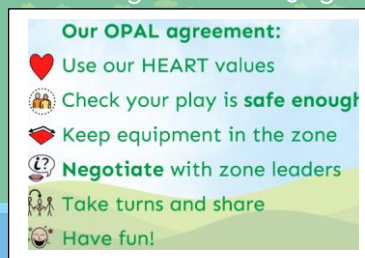 Our OPAL agreement:
Use our HEART values
Check your play is safe enough
Keep equipment in the zone
i?
Negotiate with zone leaders
Take turns and share
Have fun!